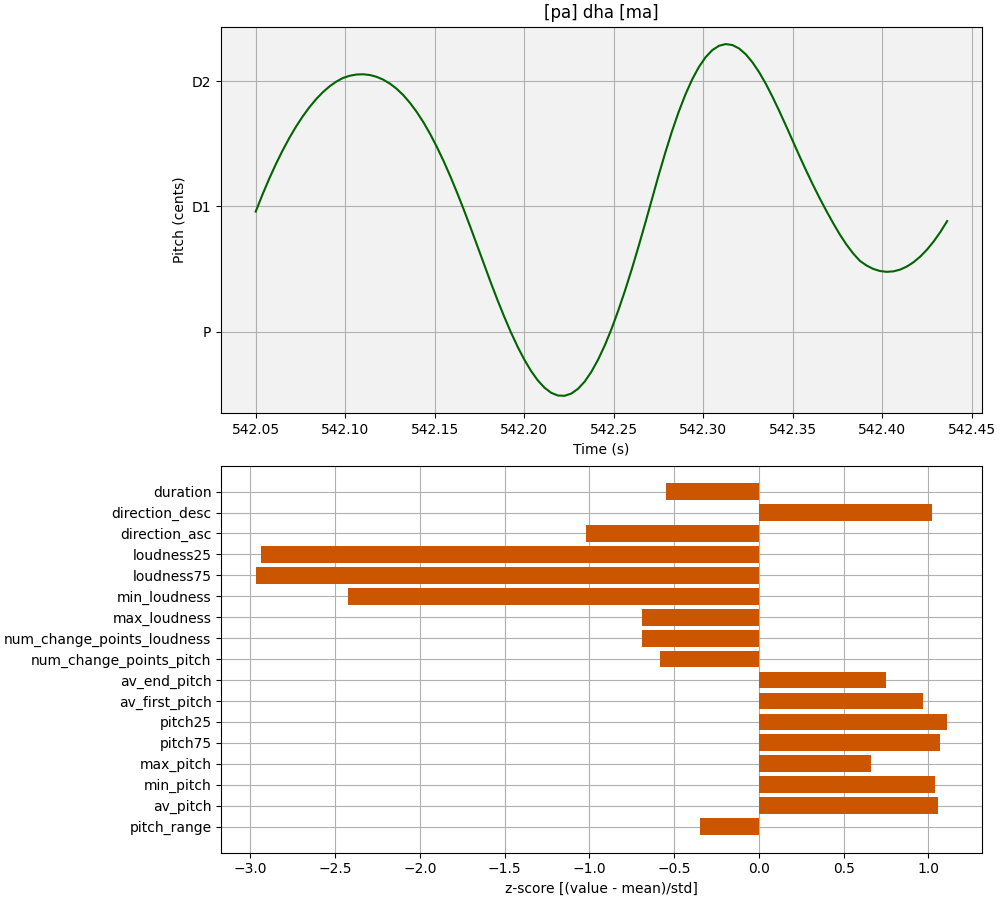 [pa] dha [ma]
D2
D1
P
Pitch (cents)
542.05 542.10 542.15 542.20 542.25 542.30 542.35 542.40 542.45
Time (s)
duration
direction_desc
direction_asc
loudness25
loudness75
min_loudness
max_loudness
num_change_points_loudness
num_change_points_pitch
av_end_pitch
av_first_pitch
pitch25
pitch75
max_pitch
min_pitch
av_pitch
pitch_range
−3.0 −2.5 −2.0 −1.5 −1.0 −0.5 0.0 0.5 1.0
z-score [(value - mean)/std]